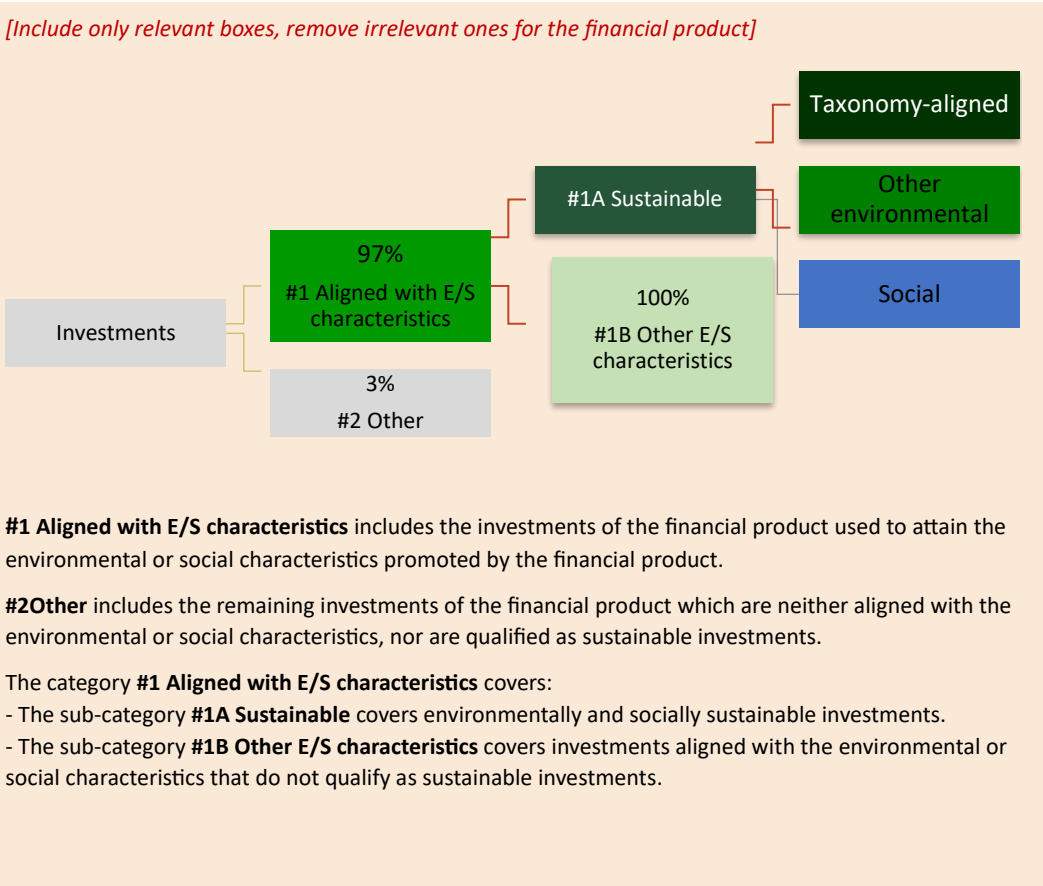 [Include only relevant boxes, remove irrelevant ones for the financial product]
Taxonomy-aligned
#1A Sustainable
Other
environmental
97%
#1 Aligned with E/S
characteristics
100%
#1B Other E/S
characteristics
Social
Investments
3%
#2 Other
#1 Aligned with E/S characteristics includes the investments of the financial product used to attain the
environmental or social characteristics promoted by the financial product.
#2Other includes the remaining investments of the financial product which are neither aligned with the
environmental or social characteristics, nor are qualified as sustainable investments.
The category #1 Aligned with E/S characteristics covers:
- The sub-category #1A Sustainable covers environmentally and socially sustainable investments.
- The sub-category #1B Other E/S characteristics covers investments aligned with the environmental or
social characteristics that do not qualify as sustainable investments.